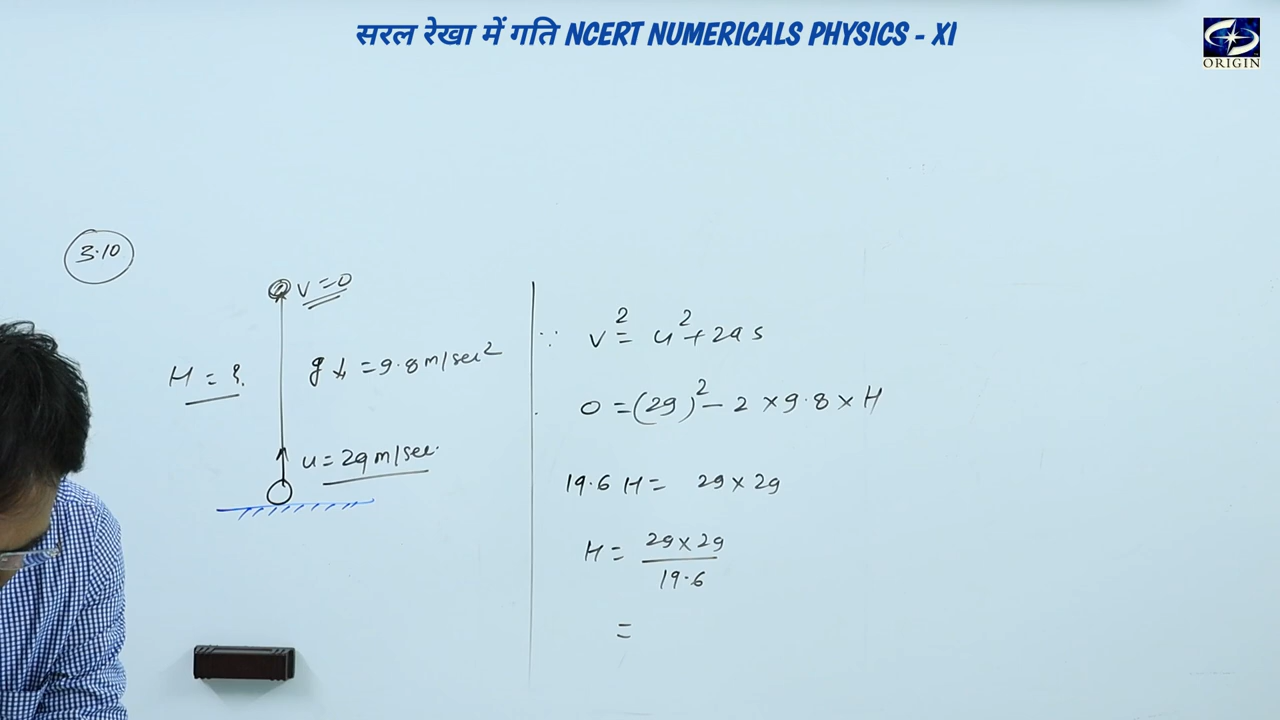 सरल रेखा में गति NCERT NUMERICALS PHYSICS - XI
ORIGIN
3.10
v=0
H = ?
g ↓ = 9.8 m/sec²
u = 29 m/sec.
∵ v² = u² + 2as
0 = (29)² - 2 × 9.8 × H
19.6 H = 29 × 29
H = 29×29 / 19.6
=